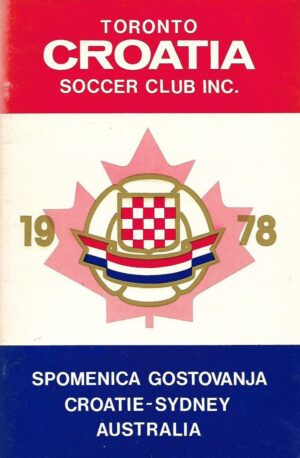 TORONTO
CROATIA
SOCCER CLUB INC.
19 78
SPOMENICA GOSTOVANJA
CROATIE-SYDNEY
AUSTRALIA